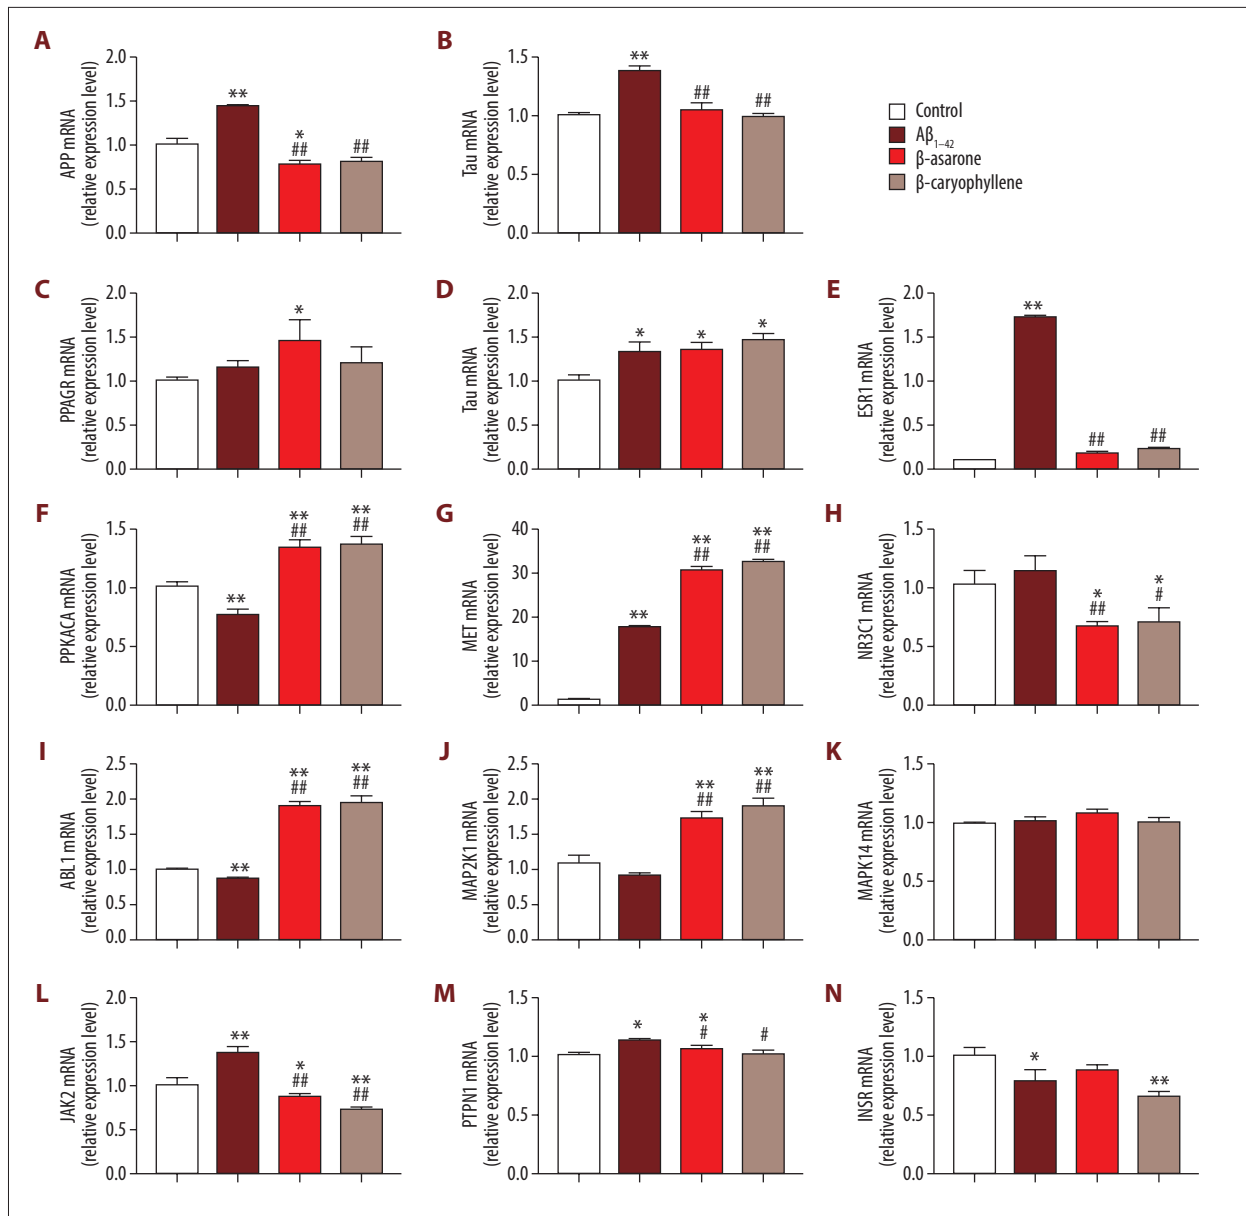 A
APP mRNA
(relative expression level)
2.0
1.5
1.0
0.5
0.0
**
*
##
##
B
Tau mRNA
(relative expression level)
1.5
1.0
0.5
0.0
**
##
##
Control
Aβ1–42
β-asarone
β-caryophyllene
C
PPAGR mRNA
(relative expression level)
2.0
1.5
1.0
0.5
0.0
*
D
Tau mRNA
(relative expression level)
2.0
1.5
1.0
0.5
0.0
*
*
*
E
ESR1 mRNA
(relative expression level)
2.0
1.5
1.0
0.5
0.0
**
##
##
F
PPKACA mRNA
(relative expression level)
1.5
1.0
0.5
0.0
**
**
##
**
##
G
MET mRNA
(relative expression level)
40
30
20
10
0
**
**
##
**
##
H
NR3C1 mRNA
(relative expression level)
1.5
1.0
0.5
0.0
*
##
*
#
I
ABL1 mRNA
(relative expression level)
2.5
2.0
1.5
1.0
0.5
0.0
**
**
##
**
##
J
MAP2K1 mRNA
(relative expression level)
2.5
2.0
1.5
1.0
0.5
0.0
**
##
**
##
K
MAPK14 mRNA
(relative expression level)
1.5
1.0
0.5
0.0
L
JAK2 mRNA
(relative expression level)
2.0
1.5
1.0
0.5
0.0
**
*
##
**
##
M
PTPN1 mRNA
(relative expression level)
1.5
1.0
0.5
0.0
*
*
#
#
N
INSR mRNA
(relative expression level)
1.5
1.0
0.5
0.0
*
**